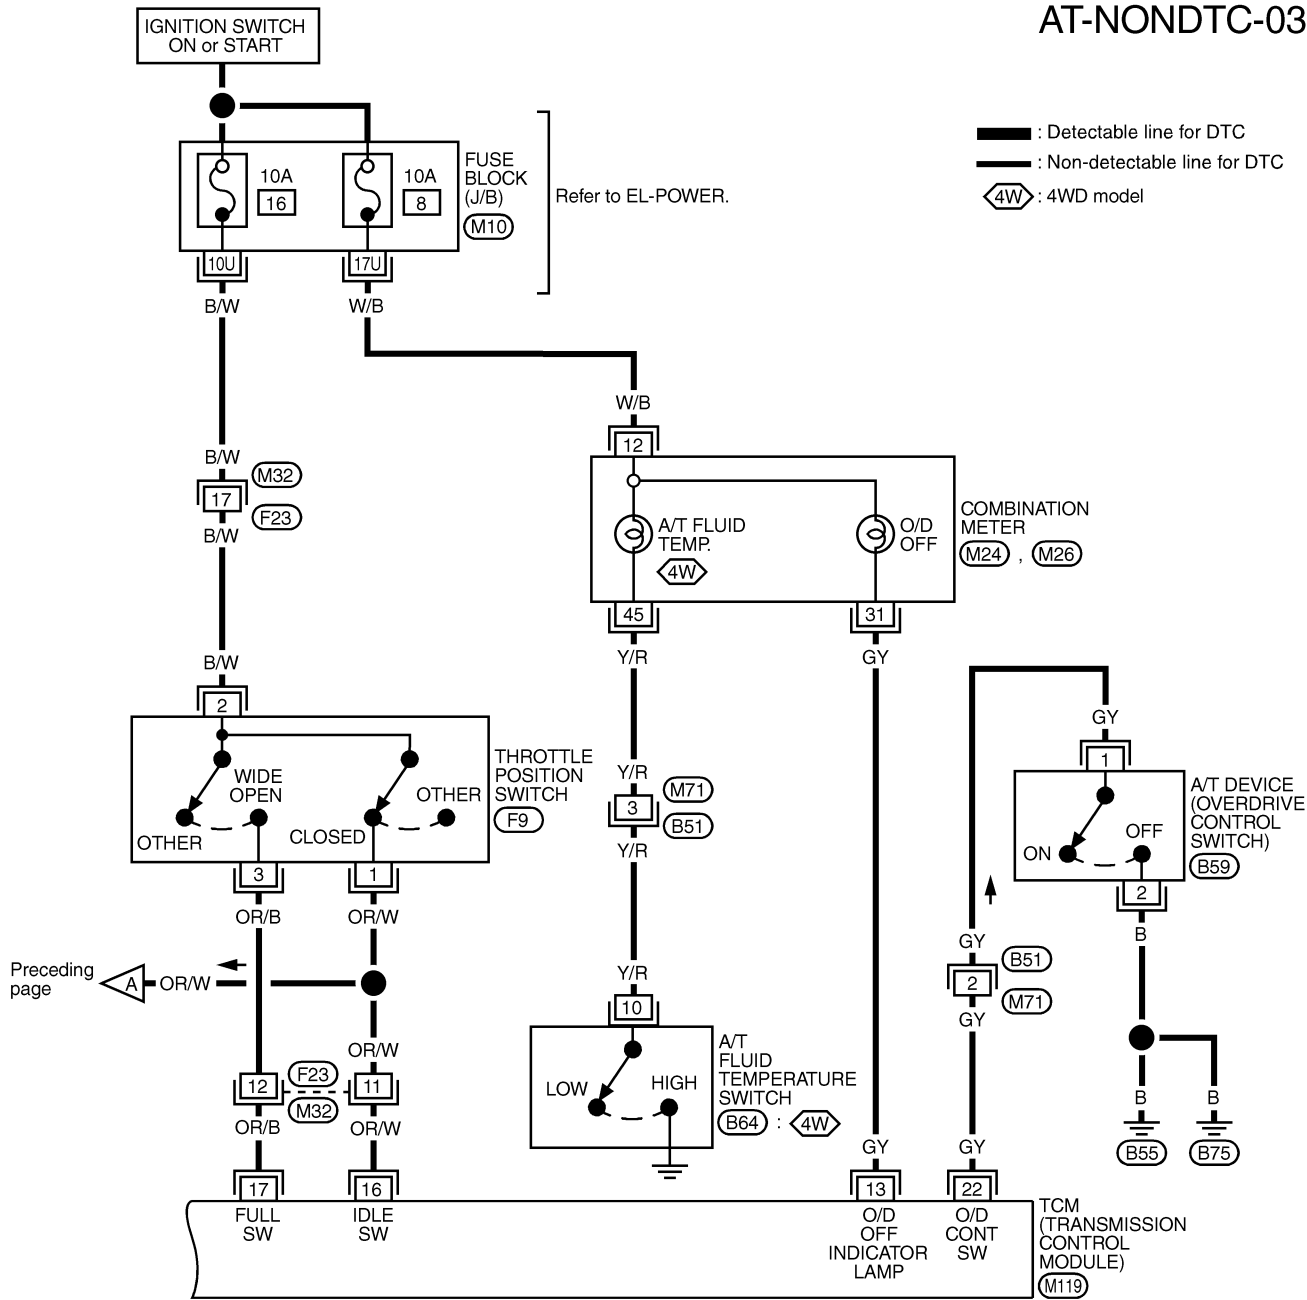 AT-NONDTC-03
IGNITION SWITCH
ON or START
: Detectable line for DTC
: Non-detectable line for DTC
4W : 4WD model
10A
16
10A
8
FUSE
BLOCK
(J/B)
M10
Refer to EL-POWER.
10U
17U
B/W
W/B
W/B
12
B/W
M32
17
F23
B/W
A/T FLUID
TEMP.
4W
O/D
OFF
COMBINATION
METER
M24 , M26
45
31
B/W
Y/R
GY
2
WIDE
OPEN
OTHER
CLOSED
OTHER
THROTTLE
POSITION
SWITCH
F9
3
1
OR/B
OR/W
Y/R
M71
3
B51
Y/R
GY
1
A/T DEVICE
(OVERDRIVE
CONTROL
SWITCH)
B59
ON
OFF
2
B
Preceding
page
A
OR/W
Y/R
10
GY
B51
2
M71
GY
OR/W
12
F23
M32
11
OR/B
OR/W
LOW
HIGH
A/T
FLUID
TEMPERATURE
SWITCH
B64 : 4W
B
B
B55
B75
GY
GY
17
16
13
22
FULL
SW
IDLE
SW
O/D
OFF
INDICATOR
LAMP
O/D
CONT
SW
TCM
(TRANSMISSION
CONTROL
MODULE)
M119